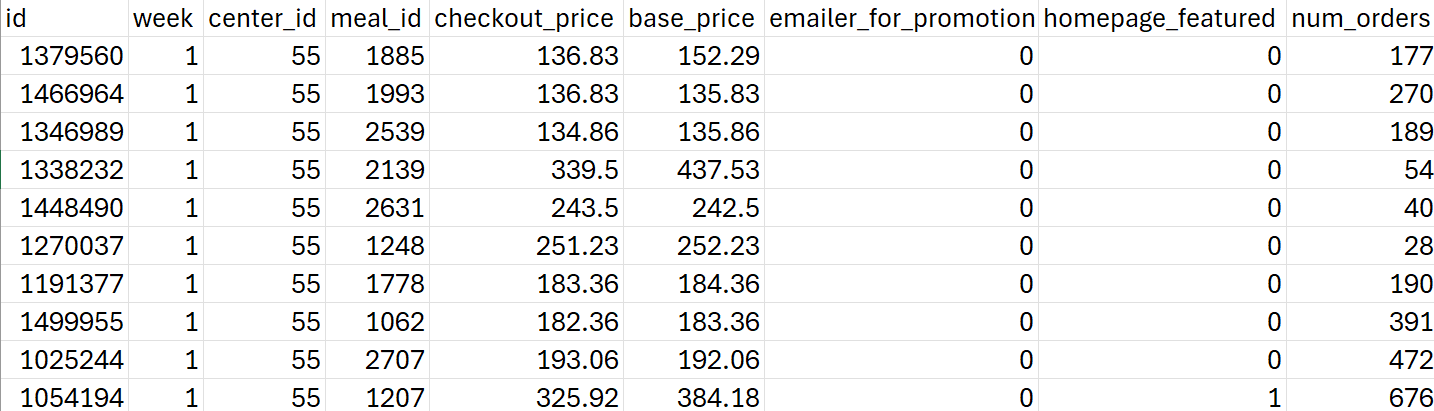 id week center_id meal_id checkout_price base_price emailer_for_promotion homepage_featured num_orders
1379560 1 55 1885 136.83 152.29 0 0 177
1466964 1 55 1993 136.83 135.83 0 0 270
1346989 1 55 2539 134.86 135.86 0 0 189
1338232 1 55 2139 339.5 437.53 0 0 54
1448490 1 55 2631 243.5 242.5 0 0 40
1270037 1 55 1248 251.23 252.23 0 0 28
1191377 1 55 1778 183.36 184.36 0 0 190
1499955 1 55 1062 182.36 183.36 0 0 391
1025244 1 55 2707 193.06 192.06 0 0 472
1054194 1 55 1207 325.92 384.18 0 1 676